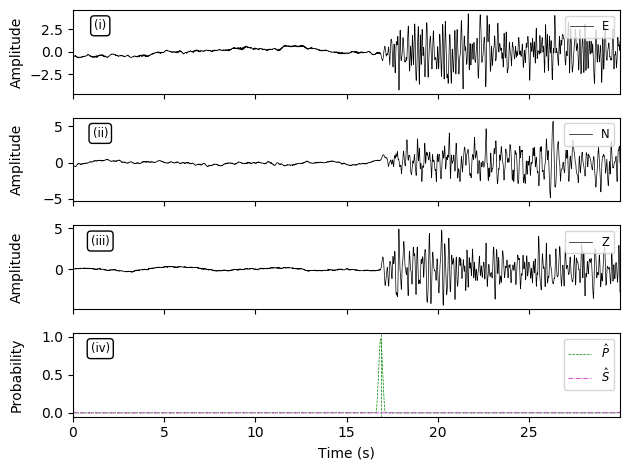 (i)
E
Amplitude
2.5
0.0
−2.5
(ii)
N
Amplitude
5
0
−5
(iii)
Z
Amplitude
5
0
(iv)
P̂
Ŝ
Probability
1.0
0.5
0.0
0 5 10 15 20 25
Time (s)